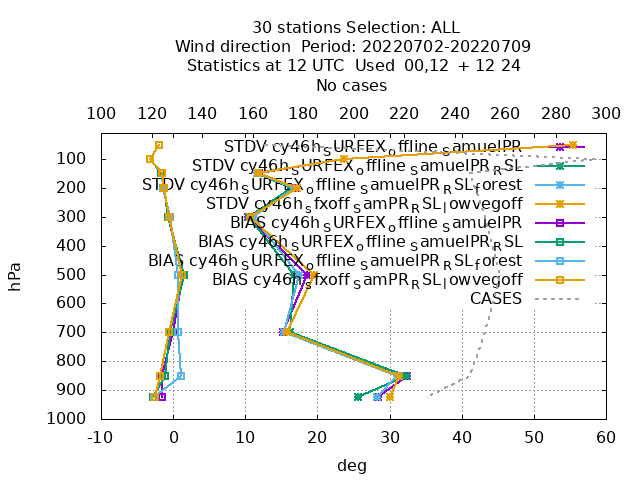 30 stations Selection: ALL
Wind direction  Period: 20220702-20220709
Statistics at 12 UTC  Used  00,12  + 12 24
No cases
100 120 140 160 180 200 220 240 260 280 300
STDV cy46h_SURFEX_offline_samuelPR
100
STDV cy46h_SURFEX_offline_samuelPR_RSL
STDV cy46h_SURFEX_offline_samuelPR_RSL_forest
200
STDV cy46h_sfxoff_samPR_RSL_lowvegoff
300
BIAS cy46h_SURFEX_offline_samuelPR
BIAS cy46h_SURFEX_offline_samuelPR_RSL
400
BIAS cy46h_SURFEX_offline_samuelPR_RSL_forest
500
BIAS cy46h_sfxoff_samPR_RSL_lowvegoff
hPa
CASES
600
700
800
900
1000
-10 0 10 20 30 40 50 60
deg